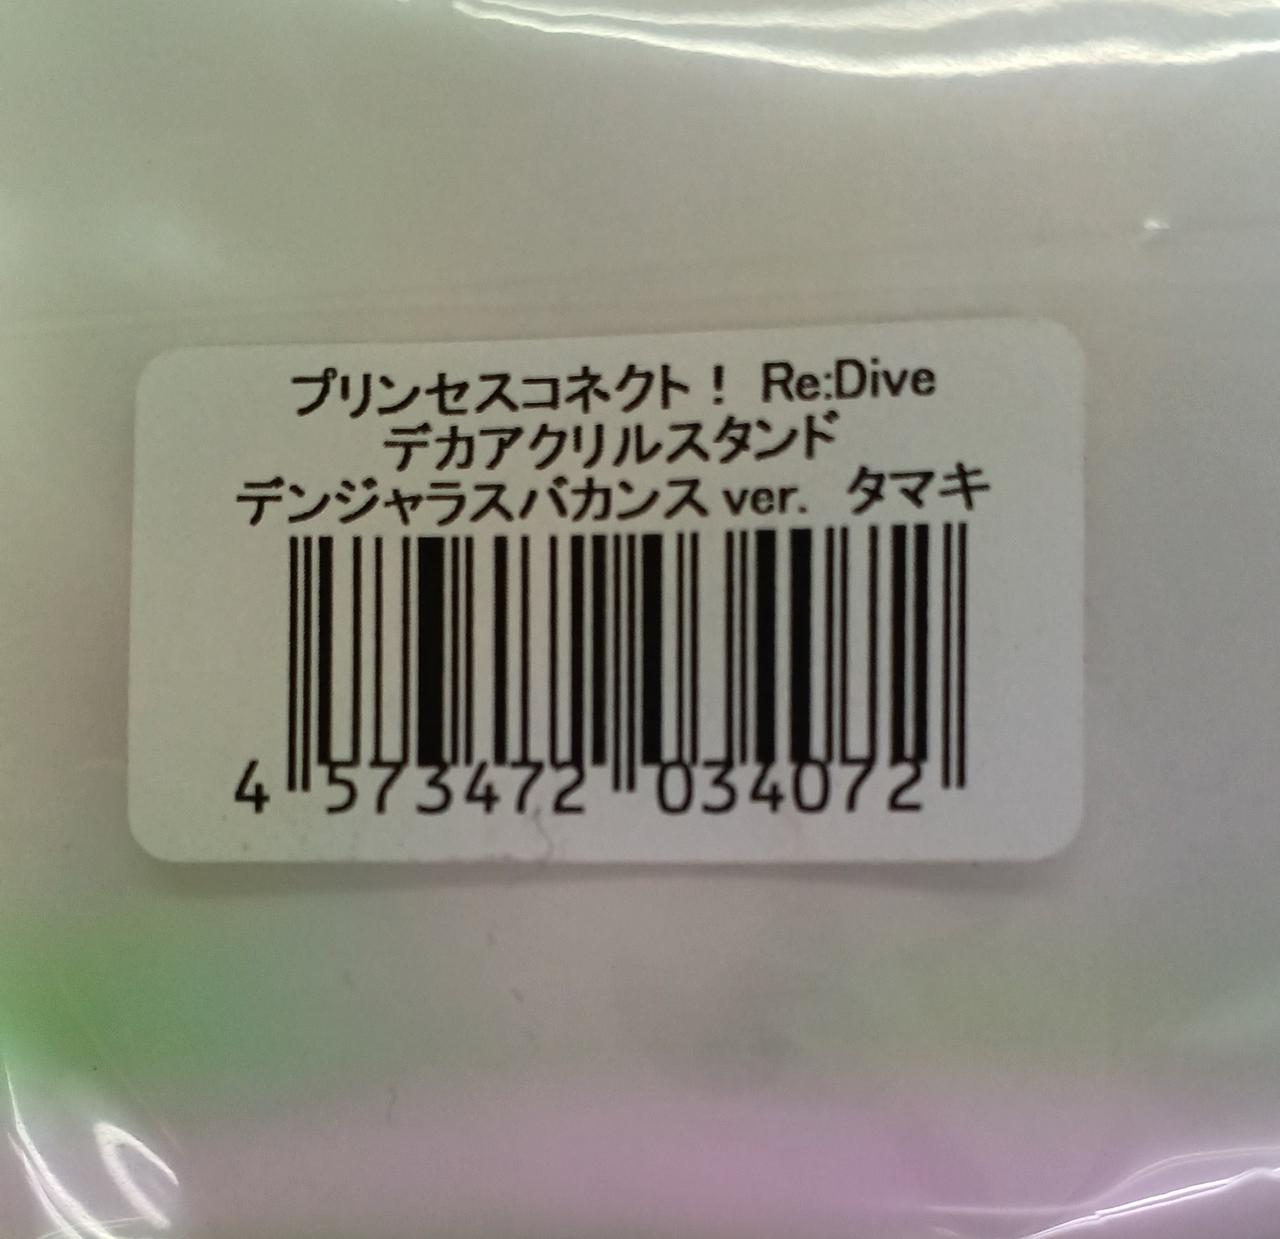 プリンセスコネクト！ Re:Dive
デカアクリルスタンド
デンジャラスバカンス ver. タマキ
4 573472 034072